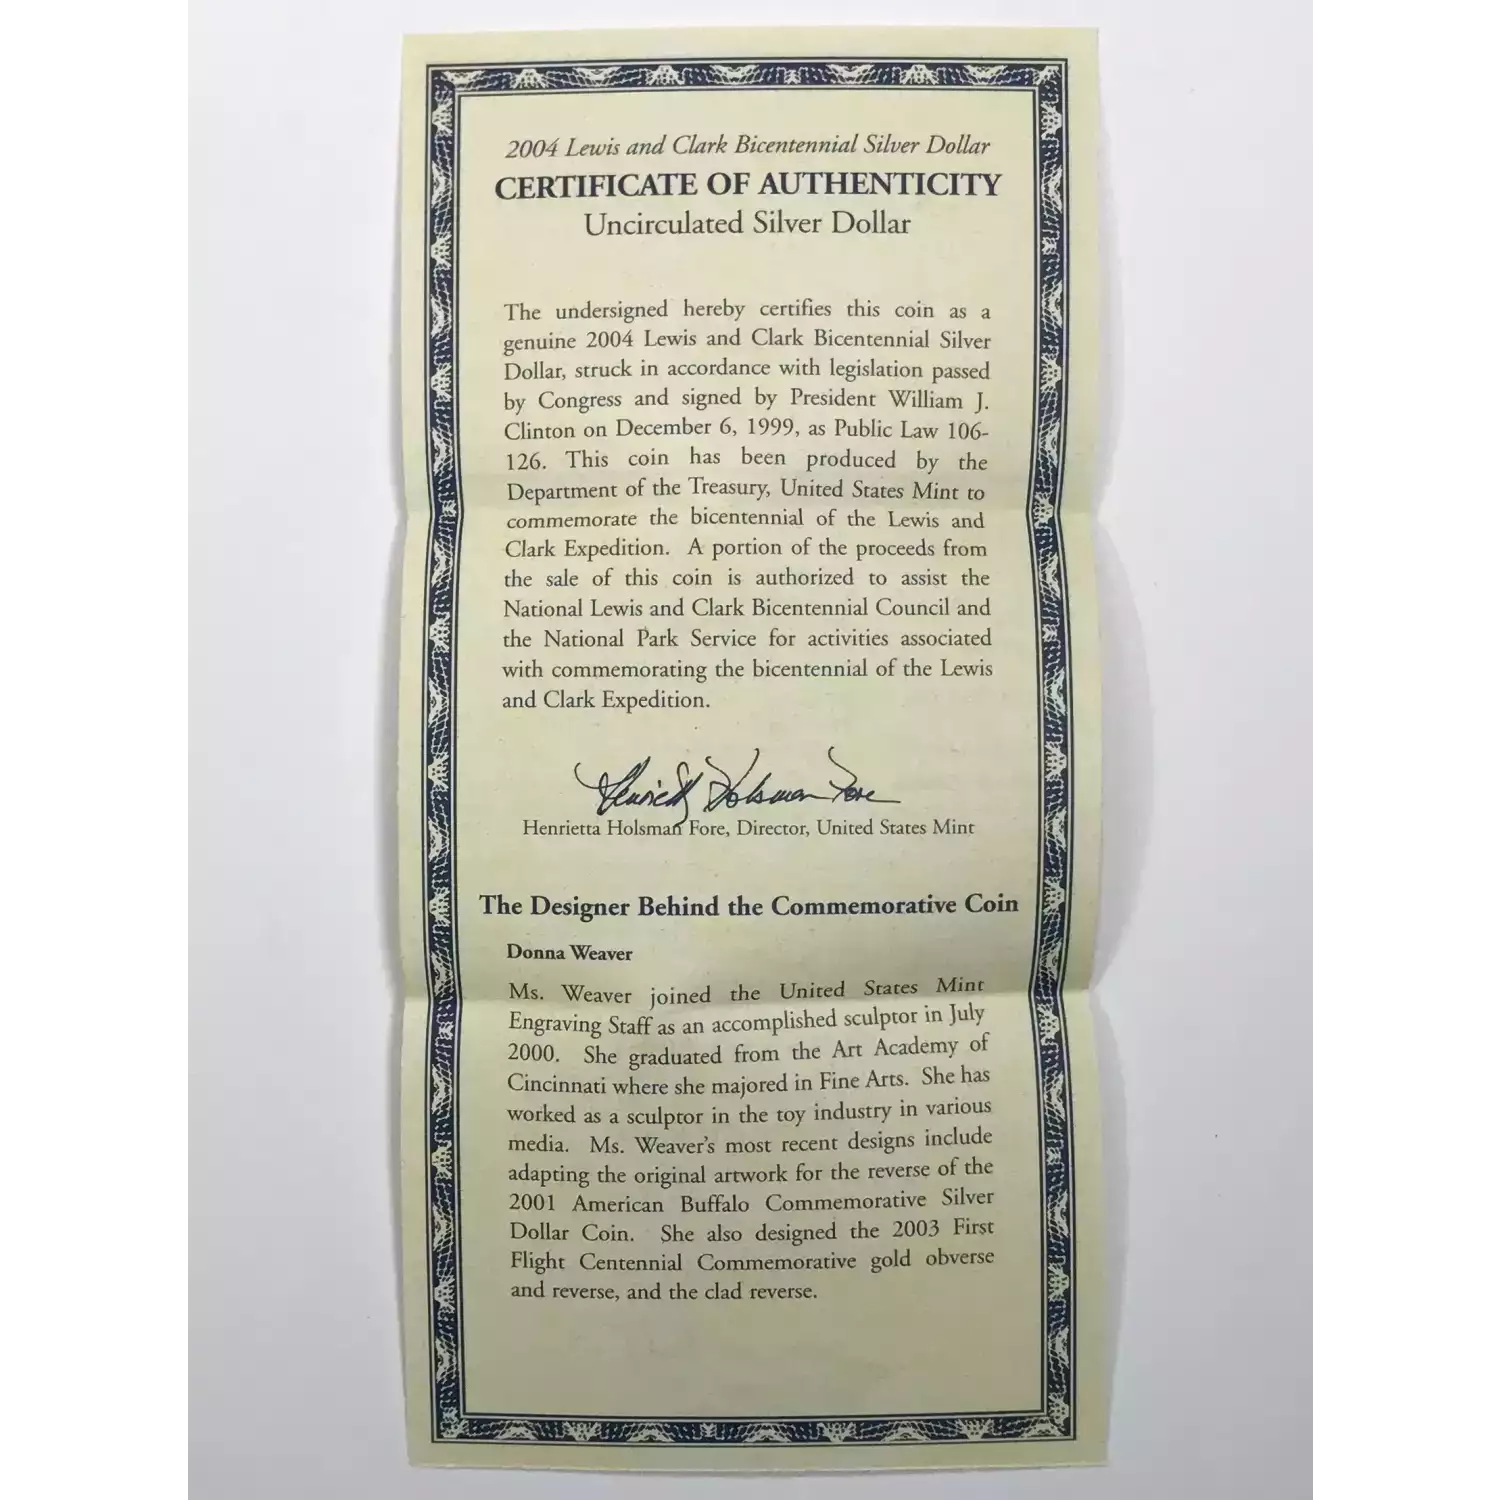 2004 Lewis and Clark Bicentennial Silver Dollar
CERTIFICATE OF AUTHENTICITY
Uncirculated Silver Dollar
The undersigned hereby certifies this coin as a
genuine 2004 Lewis and Clark Bicentennial Silver
Dollar, struck in accordance with legislation passed
by Congress and signed by President William J.
Clinton on December 6, 1999, as Public Law 106-
126. This coin has been produced by the
Department of the Treasury, United States Mint to
commemorate the bicentennial of the Lewis and
Clark Expedition. A portion of the proceeds from
the sale of this coin is authorized to assist the
National Lewis and Clark Bicentennial Council and
the National Park Service for activities associated
with commemorating the bicentennial of the Lewis
and Clark Expedition.
Henrietta Holsman Fore
Henrietta Holsman Fore, Director, United States Mint
The Designer Behind the Commemorative Coin
Donna Weaver
Ms. Weaver joined the United States Mint
Engraving Staff as an accomplished sculptor in July
2000. She graduated from the Art Academy of
Cincinnati where she majored in Fine Arts. She has
worked as a sculptor in the toy industry in various
media. Ms. Weaver's most recent designs include
adapting the original artwork for the reverse of the
2001 American Buffalo Commemorative Silver
Dollar Coin. She also designed the 2003 First
Flight Centennial Commemorative gold obverse
and reverse, and the clad reverse.